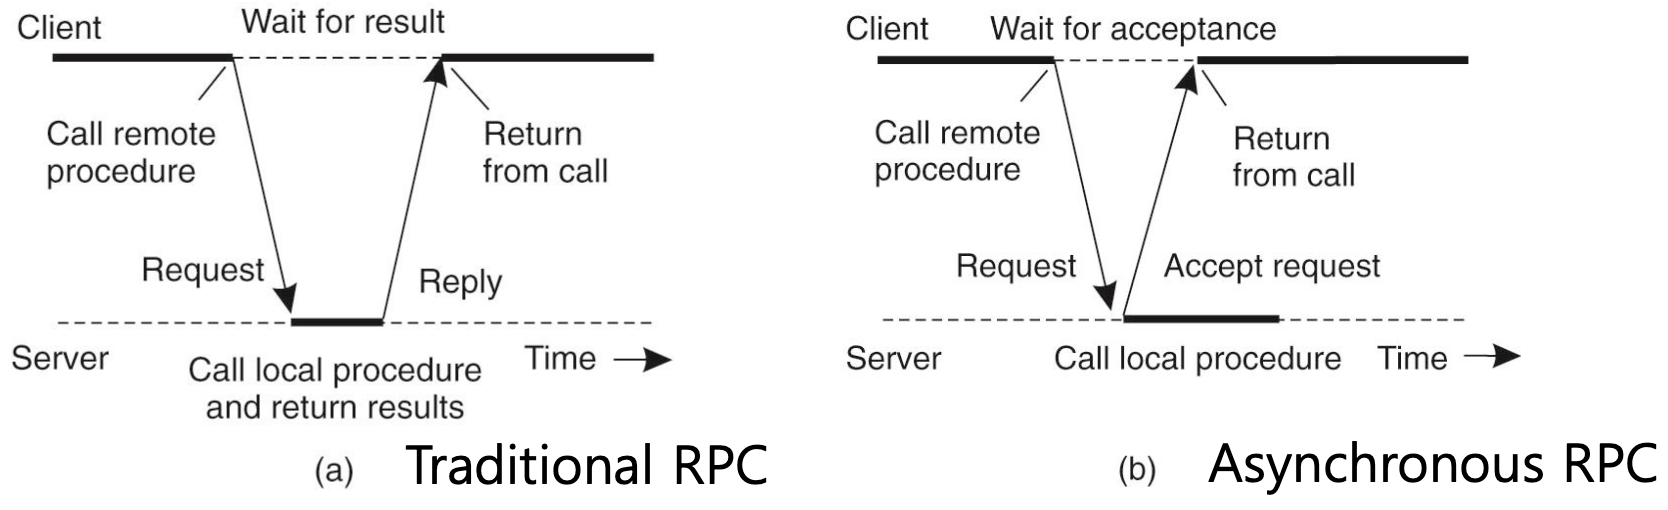 Client
Wait for result
Call remote
procedure
Return
from call
Request
Reply
Server
Call local procedure
and return results
Time
(a)
Traditional RPC
Client
Wait for acceptance
Call remote
procedure
Return
from call
Request
Accept request
Server
Call local procedure
Time
(b)
Asynchronous RPC